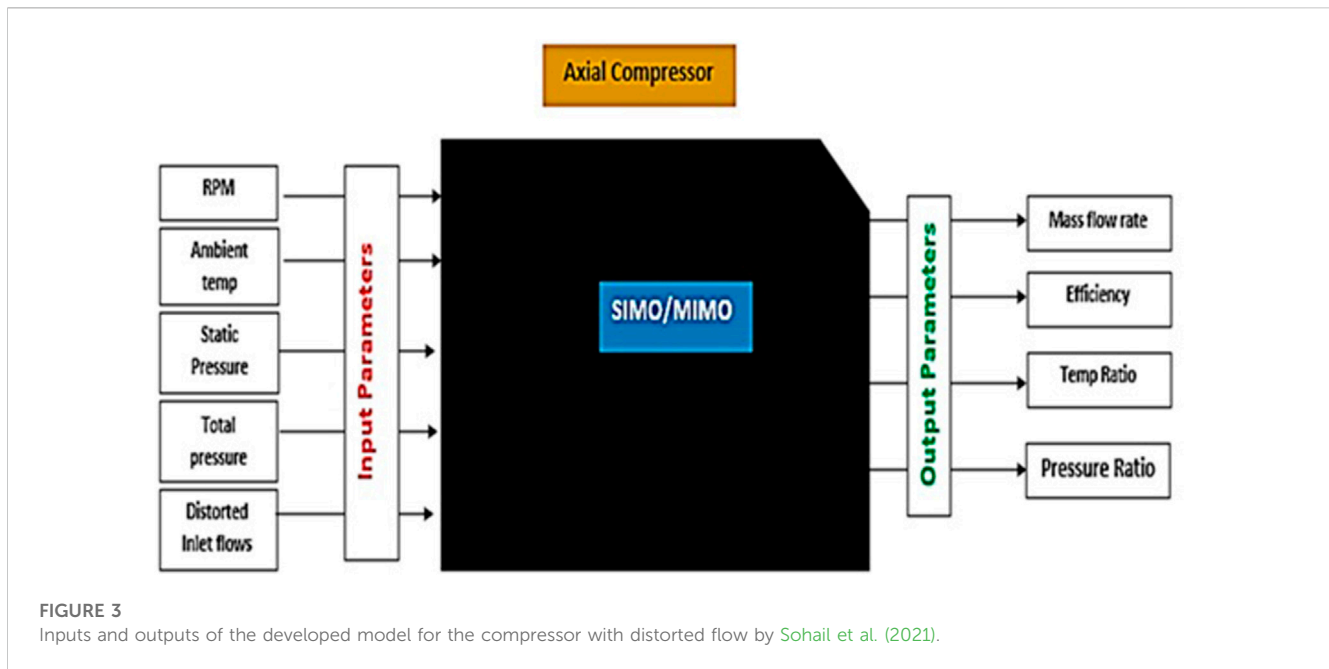 Axial Compressor
RPM
Ambient
temp
Static
Pressure
Total
pressure
Distorted
Inlet flows
Input Parameters
SIMO/MIMO
Output Parameters
Mass flow rate
Efficiency
Temp Ratio
Pressure Ratio
FIGURE 3
Inputs and outputs of the developed model for the compressor with distorted flow by Sohail et al. (2021).